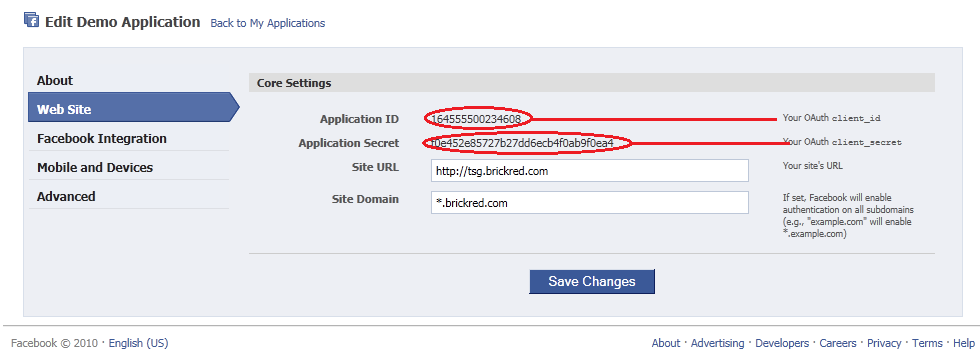 Edit Demo Application Back to My Applications
About
Web Site
Facebook Integration
Mobile and Devices
Advanced
Core Settings
Application ID 164555500234608 Your OAuth client_id
Application Secret f0e452e85727b27dd6ecb4f0ab9f0ea4 Your OAuth client_secret
Site URL http://tsg.brickred.com Your site's URL
Site Domain *.brickred.com If set, Facebook will enable
authentication on all subdomains
(e.g., "example.com" will enable
*.example.com)
Save Changes
Facebook © 2010 · English (US) About · Advertising · Developers · Careers · Privacy · Terms · Help